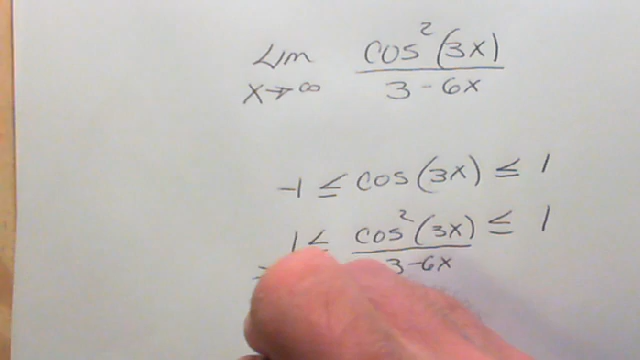 Lim cos²(3x)
x→∞ 3-6x
-1 ≤ cos(3x) ≤ 1
1 ≤ cos²(3x) ≤ 1
3-6x